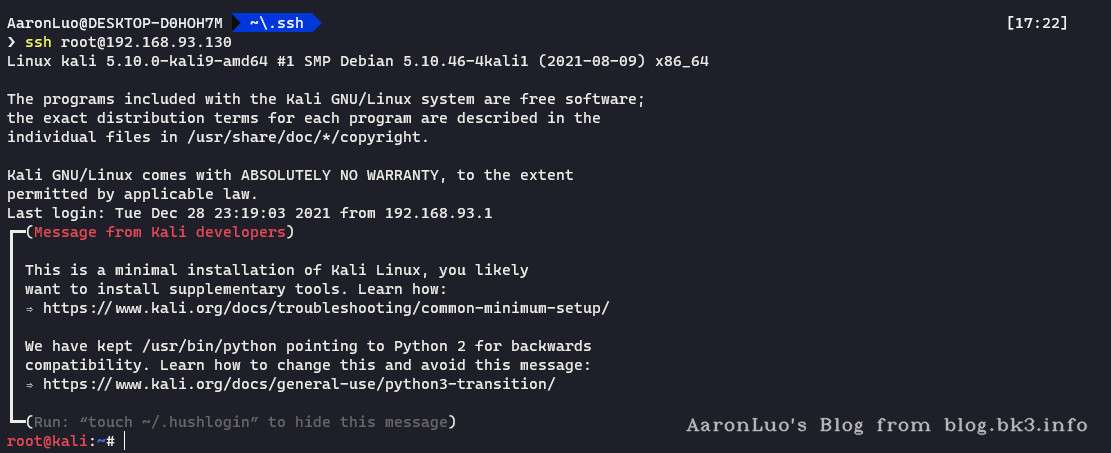 AaronLuo@DESKTOP-D0HOH7M ~\.ssh [17:22]
❯ ssh root@192.168.93.130
Linux kali 5.10.0-kali9-amd64 #1 SMP Debian 5.10.46-4kali1 (2021-08-09) x86_64
The programs included with the Kali GNU/Linux system are free software;
the exact distribution terms for each program are described in the
individual files in /usr/share/doc/*/copyright.
Kali GNU/Linux comes with ABSOLUTELY NO WARRANTY, to the extent
permitted by applicable law.
Last login: Tue Dec 28 23:19:03 2021 from 192.168.93.1
┏━(Message from Kali developers)
┃ This is a minimal installation of Kali Linux, you likely
┃ want to install supplementary tools. Learn how:
┃ ⇒ https://www.kali.org/docs/troubleshooting/common-minimum-setup/
┃ We have kept /usr/bin/python pointing to Python 2 for backwards
┃ compatibility. Learn how to change this and avoid this message:
┃ ⇒ https://www.kali.org/docs/general-use/python3-transition/
┗━(Run: “touch ~/.hushlogin” to hide this message)
root@kali:~#
AaronLuo's Blog from blog.bk3.info